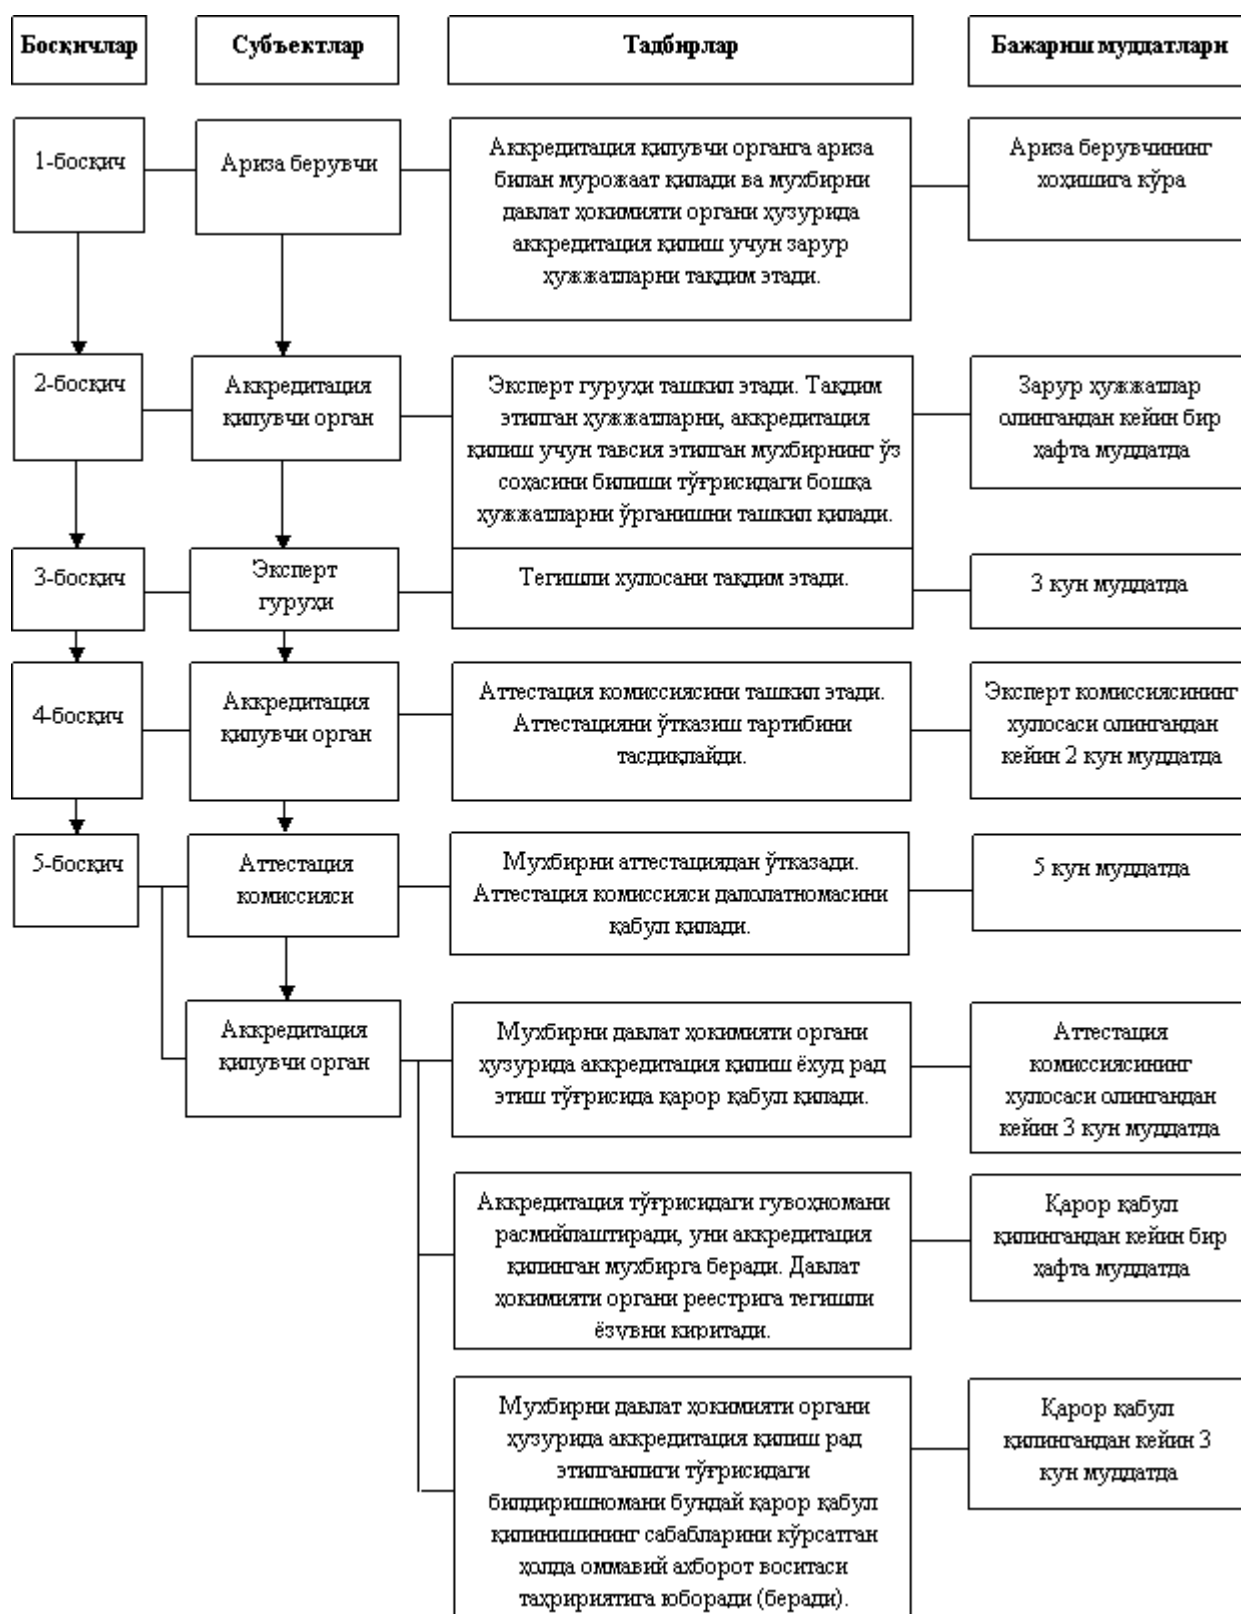 Босқичлар
Субъектлар
Тадбирлар
Бажариш муддатлари
1-босқич
Ариза берувчи
Аккредитация қилувчи органга ариза
билан мурожаат қилади ва мухбирни
давлат ҳокимияти органи ҳузурида
аккредитация қилиш учун зарур
ҳужжатларни тақдим этади.
Ариза берувчининг
хоҳишига кўра
2-босқич
Аккредитация
қилувчи орган
Эксперт гуруҳи ташкил этади. Тақдим
этилган ҳужжатларни, аккредитация
қилиш учун тавсия этилган мухбирнинг ўз
соҳасини билиши тўғрисидаги бошқа
ҳужжатларни ўрганишни ташкил қилади.
Зарур ҳужжатлар
олингандан кейин бир
ҳафта муддатда
3-босқич
Эксперт
гуруҳи
Тегишли хулосани тақдим этади.
3 кун муддатда
4-босқич
Аккредитация
қилувчи орган
Аттестация комиссиясини ташкил этади.
Аттестацияни ўтказиш тартибини
тасдиқлайди.
Эксперт комиссиясининг
хулосаси олингандан
кейин 2 кун муддатда
5-босқич
Аттестация
комиссияси
Мухбирни аттестациядан ўтказади.
Аттестация комиссияси далолатномасини
қабул қилади.
5 кун муддатда
Аккредитация
қилувчи орган
Мухбирни давлат ҳокимияти органи
ҳузурида аккредитация қилиш ёхуд рад
этиш тўғрисида қарор қабул қилади.
Аттестация
комиссиясининг
хулосаси олингандан
кейин 3 кун муддатда
Аккредитация тўғрисидаги гувоҳномани
расмийлаштиради, уни аккредитация
қилинган мухбирга беради. Давлат
ҳокимияти органи реестрига тегишли
ёзувни киритади.
Қарор қабул
қилингандан кейин бир
ҳафта муддатда
Мухбирни давлат ҳокимияти органи
ҳузурида аккредитация қилиш рад
этилганлиги тўғрисидаги
билдиришномани бундай қарор қабул
қилинишининг сабабларини кўрсатган
ҳолда оммавий ахборот воситаси
таҳририятига юборади (беради).
Қарор қабул
қилингандан кейин 3
кун муддатда